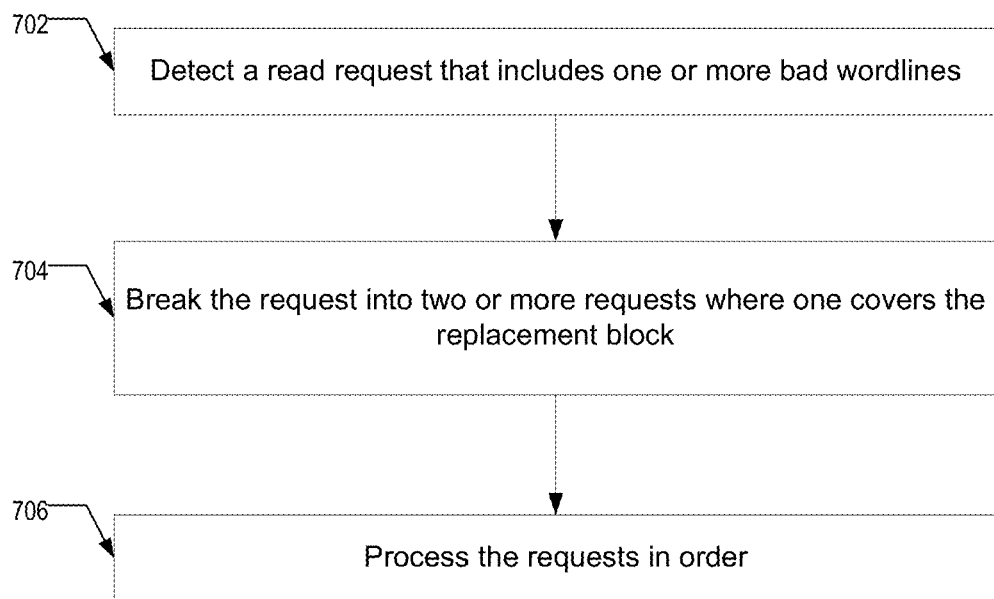 702
Detect a read request that includes one or more bad wordlines
704
Break the request into two or more requests where one covers the
replacement block
706
Process the requests in order